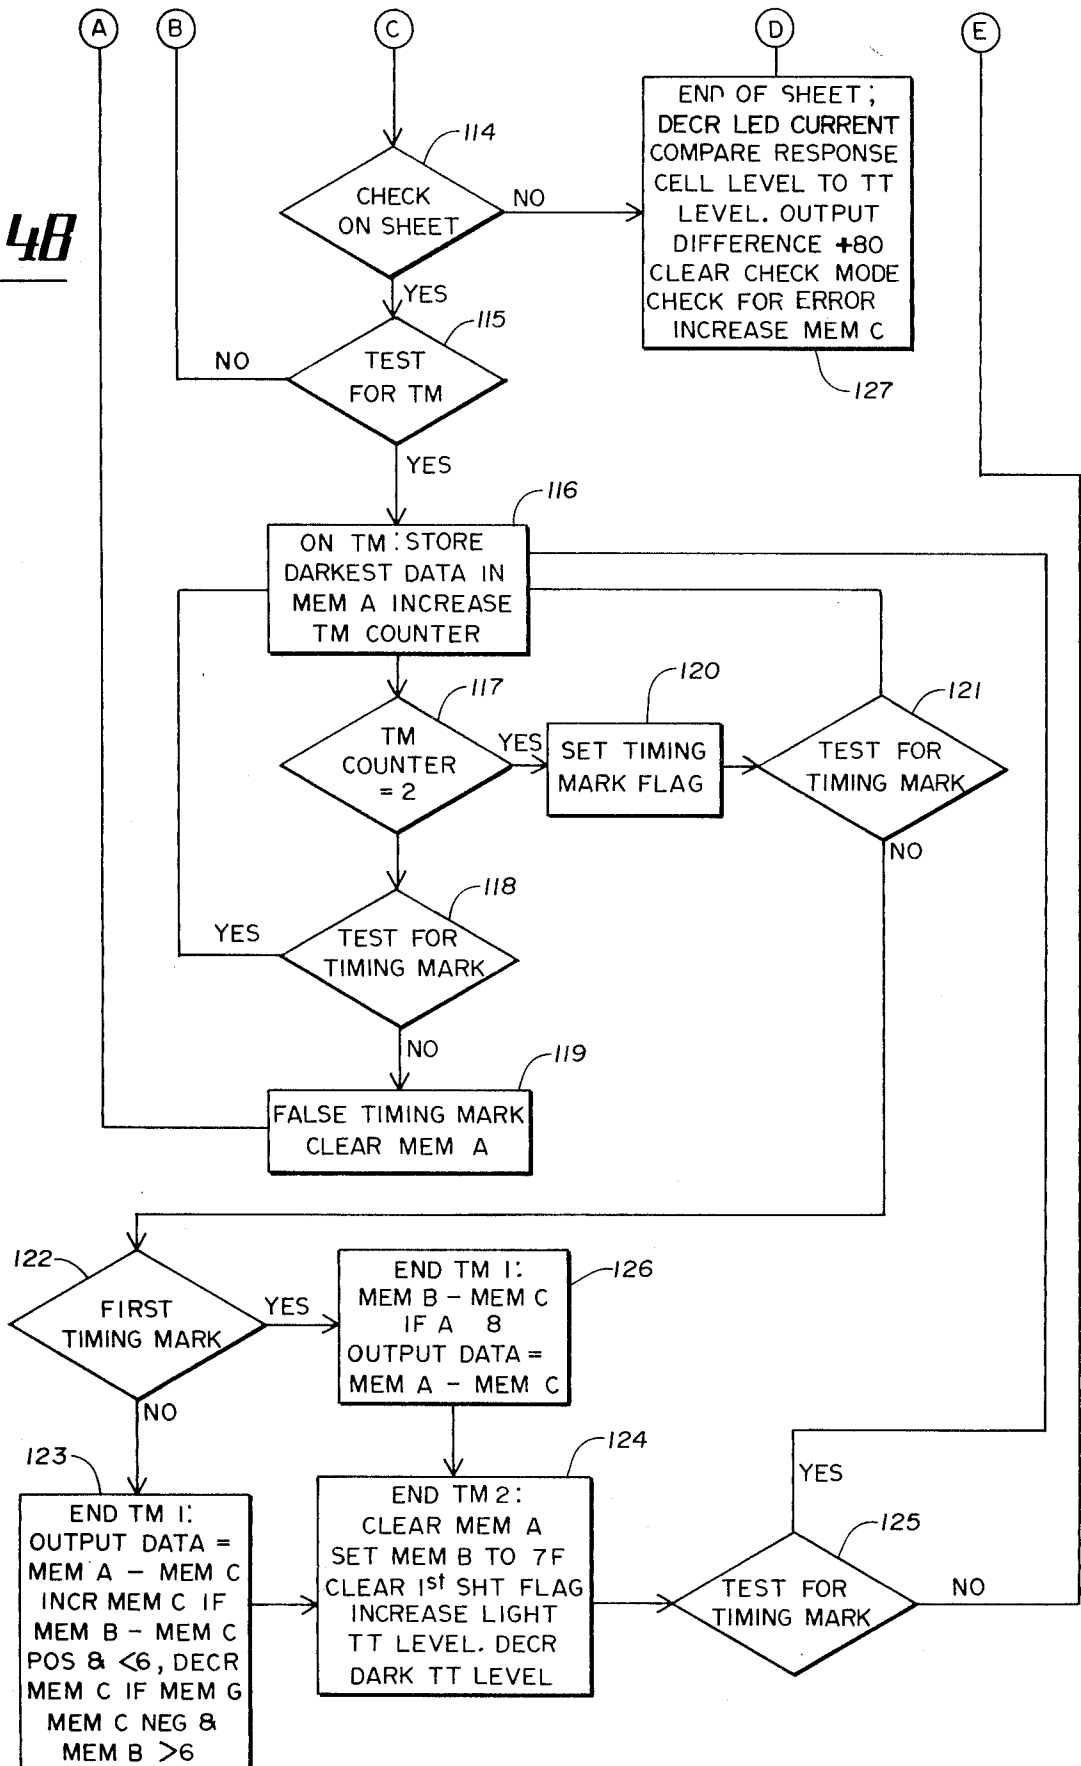 A B C D E
4B
114
CHECK
ON SHEET
NO
YES
END OF SHEET;
DECR LED CURRENT
COMPARE RESPONSE
CELL LEVEL TO TT
LEVEL. OUTPUT
DIFFERENCE +80
CLEAR CHECK MODE
CHECK FOR ERROR
INCREASE MEM C
127
115
TEST
FOR TM
NO
YES
116
ON TM: STORE
DARKEST DATA IN
MEM A INCREASE
TM COUNTER
117
TM
COUNTER
= 2
YES
120
SET TIMING
MARK FLAG
121
TEST FOR
TIMING MARK
NO
118
TEST FOR
TIMING MARK
YES
NO
119
FALSE TIMING MARK
CLEAR MEM A
122
FIRST
TIMING MARK
YES
NO
126
END TM 1:
MEM B - MEM C
IF A 8
OUTPUT DATA =
MEM A - MEM C
123
END TM 1:
OUTPUT DATA =
MEM A - MEM C
INCR MEM C IF
MEM B - MEM C
POS & <6, DECR
MEM C IF MEM G
MEM C NEG &
MEM B >6
124
END TM 2:
CLEAR MEM A
SET MEM B TO 7F
CLEAR 1st SHT FLAG
INCREASE LIGHT
TT LEVEL. DECR
DARK TT LEVEL
125
TEST FOR
TIMING MARK
YES
NO